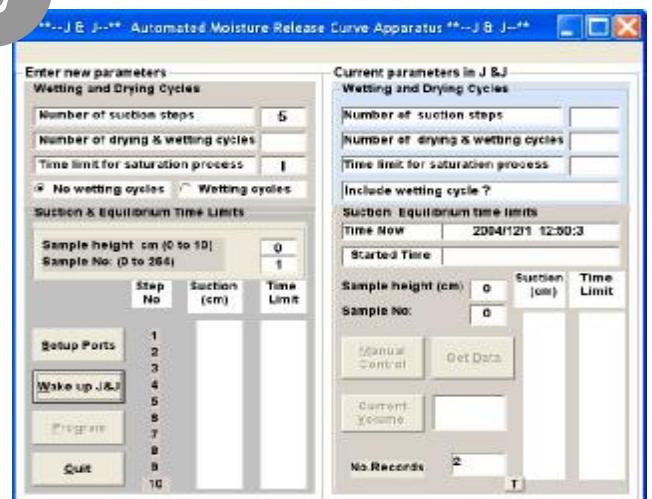 **--J & J--** Automated Moisture Release Curve Apparatus **--J & J--**
Enter new parameters
Wetting and Drying Cycles
Number of suction steps 5
Number of drying & wetting cycles
Time limit for saturation process 1
No wetting cycles Wetting cycles
Suction & Equilibrium Time Limits
Sample height cm (0 to 10) 0
Sample No: (0 to 264) 1
Step No Suction (cm) Time Limit
1
2
3
4
5
6
7
8
9
10
Setup Ports
Wake up J&J
Program
Quit
Current parameters in J &J
Wetting and Drying Cycles
Number of suction steps
Number of drying & wetting cycles
Time limit for saturation process
Include wetting cycle ?
Suction Equilibrium time limits
Time Now 2004/12/1 12:50:3
Started Time
Sample height (cm) 0
Sample No: 0
Suction (cm) Time Limit
Manual Control
Get Data
Current Volume
No.Records 2
T